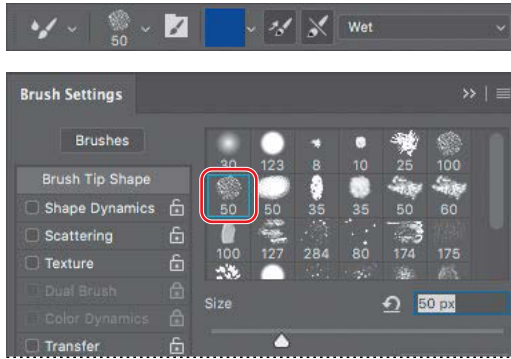 50
Wet
Brush Settings
Brushes
30 123 8 10 25 100
Brush Tip Shape
50 50 35 35 50 60
Shape Dynamics
Scattering
100 127 284 80 174 175
Texture
Dual Brush
Size 50 px
Color Dynamics
Transfer